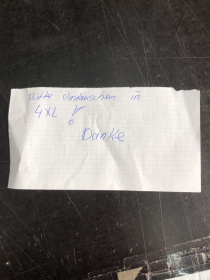 Bitte Umtauschen in
4XL !
Danke